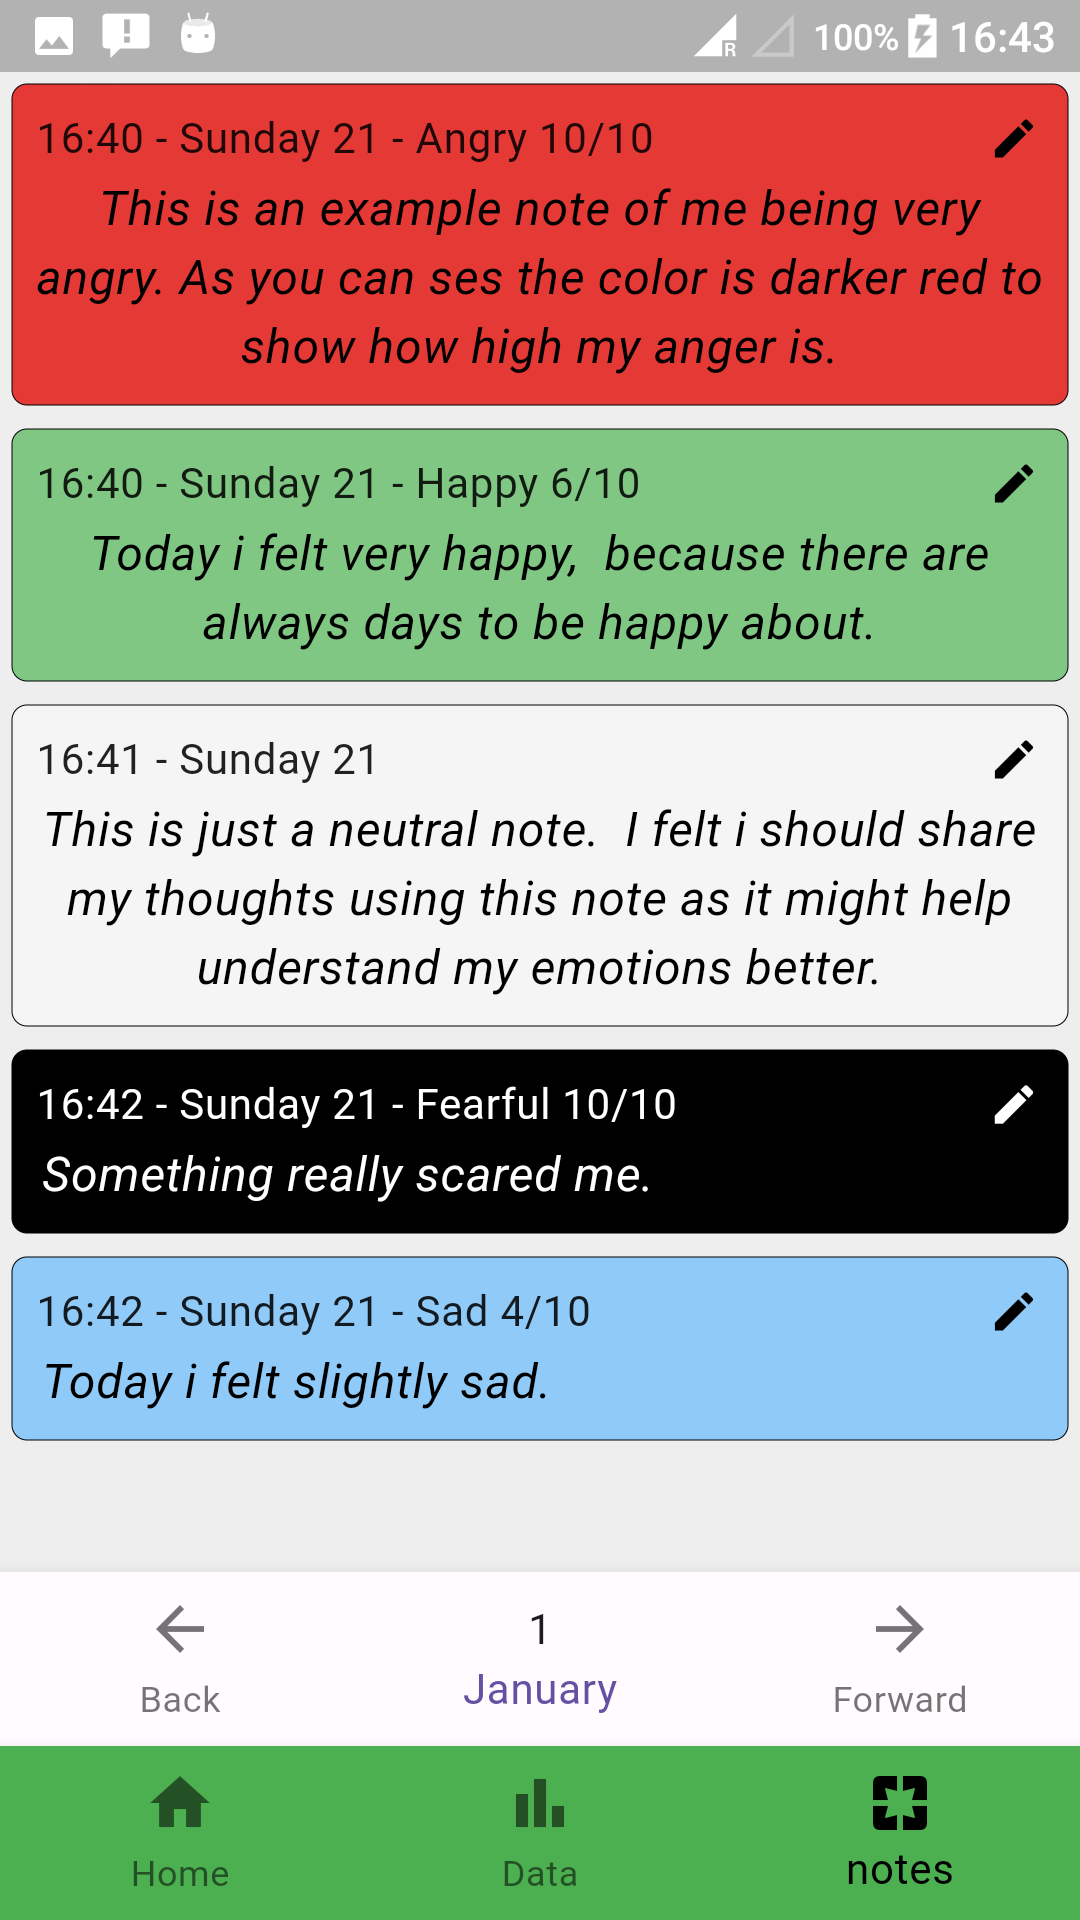 R 100% 16:43
16:40 - Sunday 21 - Angry 10/10
This is an example note of me being very
angry. As you can ses the color is darker red to
show how high my anger is.
16:40 - Sunday 21 - Happy 6/10
Today i felt very happy,  because there are
always days to be happy about.
16:41 - Sunday 21
This is just a neutral note.  I felt i should share
my thoughts using this note as it might help
understand my emotions better.
16:42 - Sunday 21 - Fearful 10/10
Something really scared me.
16:42 - Sunday 21 - Sad 4/10
Today i felt slightly sad.
1
Back January Forward
Home Data notes